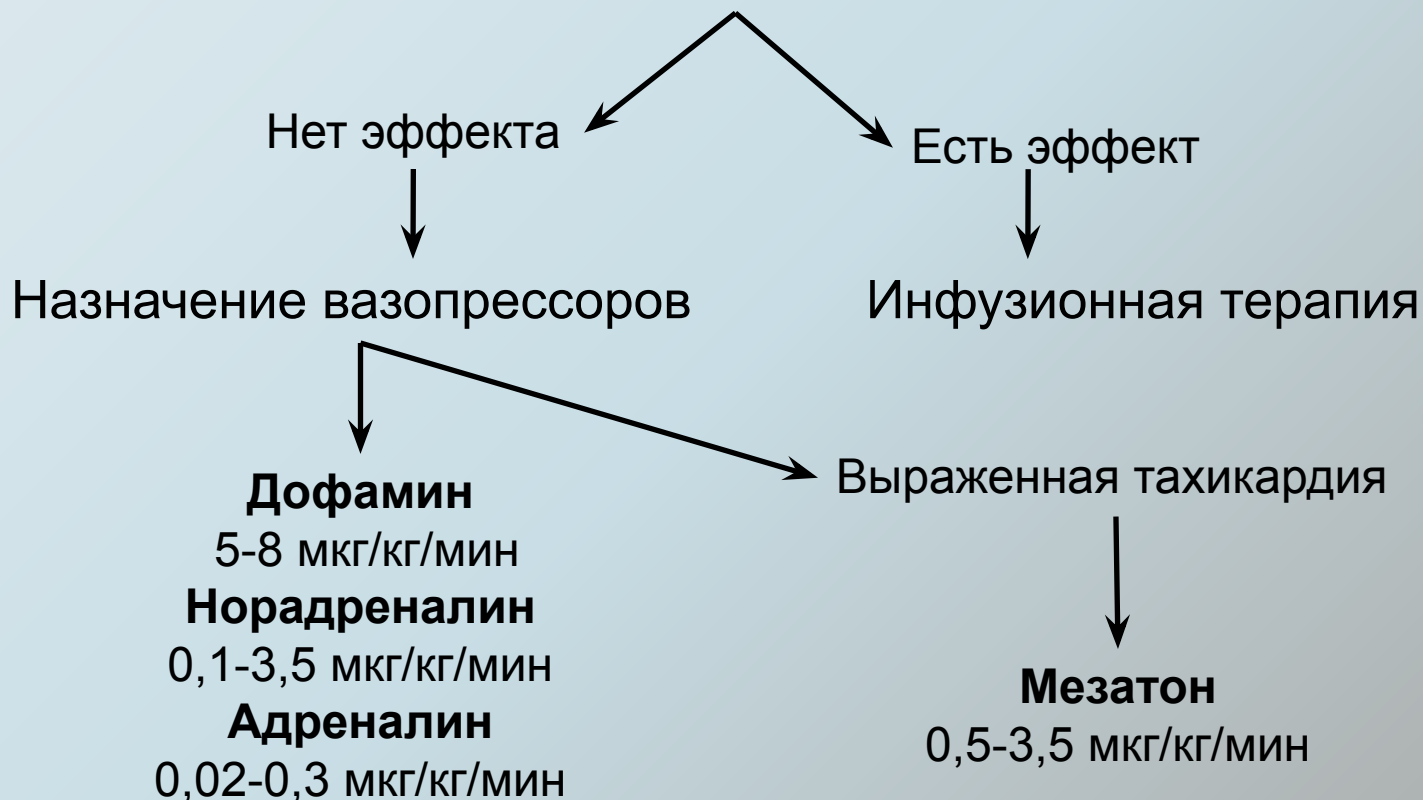 Нет эффекта
Есть эффект
Назначение вазопрессоров
Инфузионная терапия
Дофамин
5-8 мкг/кг/мин
Норадреналин
0,1-3,5 мкг/кг/мин
Адреналин
0,02-0,3 мкг/кг/мин
Выраженная тахикардия
Мезатон
0,5-3,5 мкг/кг/мин